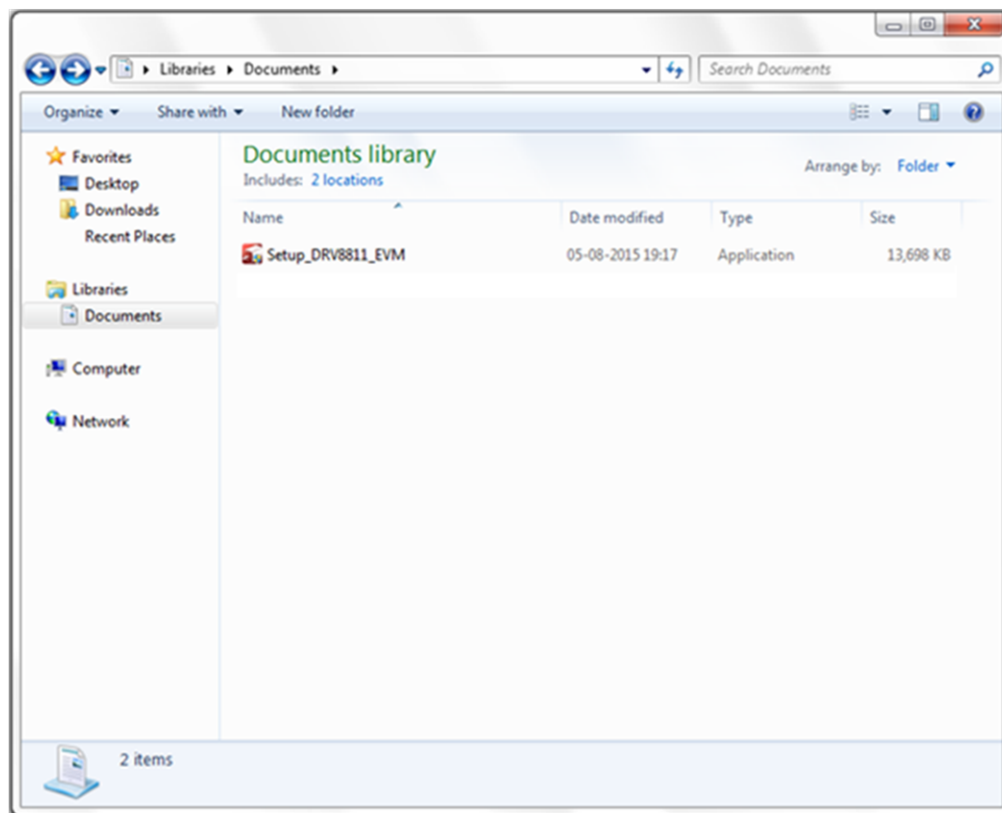 Libraries Documents
Search Documents
Organize Share with New folder
Favorites
Desktop
Downloads
Recent Places
Libraries
Documents
Computer
Network
Documents library
Includes: 2 locations
Arrange by: Folder
Name Date modified Type Size
Setup_DRV8811_EVM 05-08-2015 19:17 Application 13,698 KB
2 items